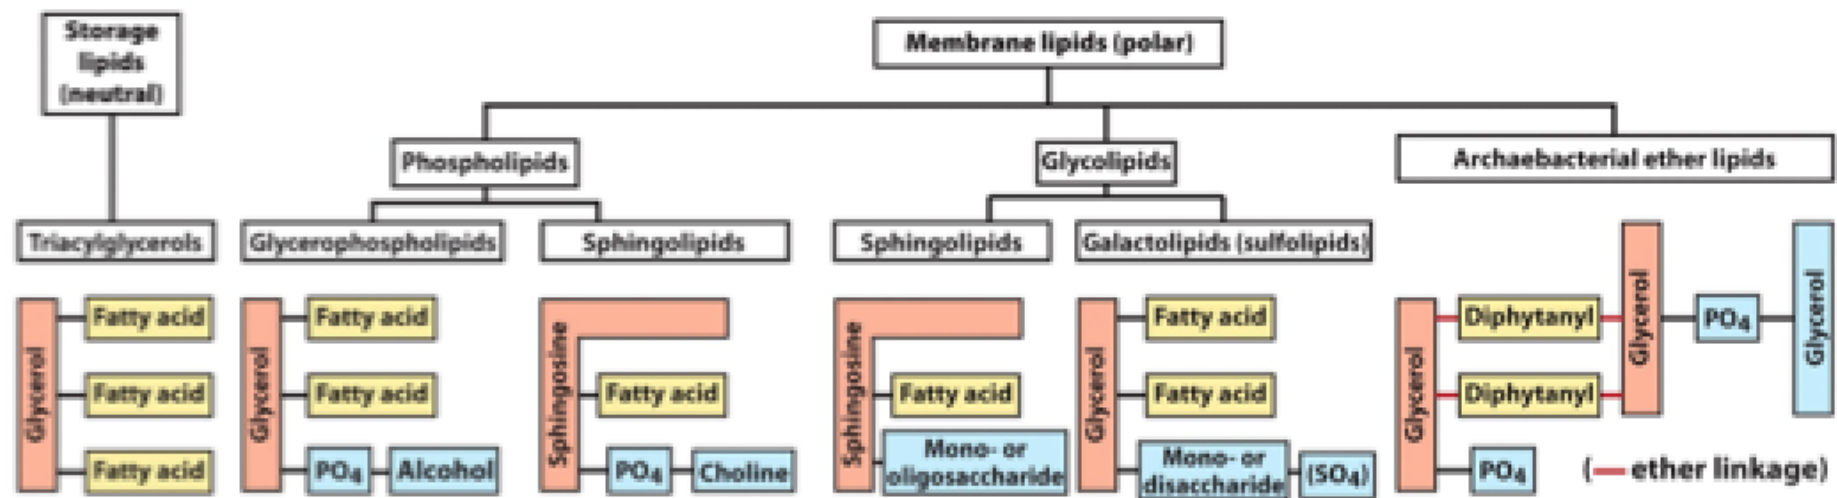 Storage
lipids
(neutral)
Membrane lipids (polar)
Phospholipids
Glycolipids
Archaebacterial ether lipids
Triacylglycerols
Glycerophospholipids
Sphingolipids
Sphingolipids
Galactolipids (sulfolipids)
Glycerol
Fatty acid
Fatty acid
Fatty acid
Glycerol
Fatty acid
Fatty acid
PO4
Alcohol
Sphingosine
Fatty acid
PO4
Choline
Sphingosine
Fatty acid
Mono- or
oligosaccharide
Glycerol
Fatty acid
Fatty acid
Mono- or
disaccharide
(SO4)
Glycerol
Diphytanyl
Diphytanyl
PO4
Glycerol
PO4
Glycerol
(— ether linkage)